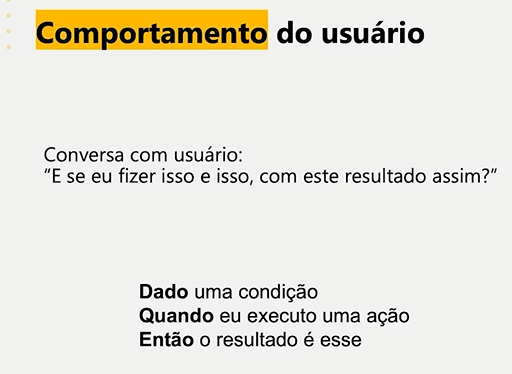 Comportamento do usuário
Conversa com usuário:
"E se eu fizer isso e isso, com este resultado assim?"
Dado uma condição
Quando eu executo uma ação
Então o resultado é esse